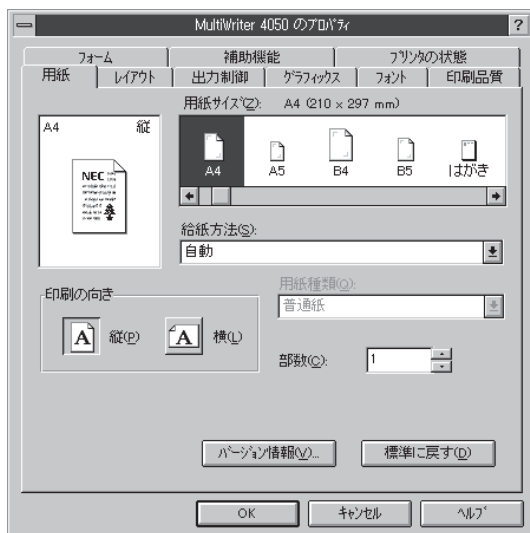 MultiWriter 4050 のプロパティ
?
フォーム 補助機能 プリンタの状態
用紙 レイアウト 出力制御 グラフィックス フォント 印刷品質
用紙サイズ(Z): A4 (210 × 297 mm)
A4 縦
NEC
A4 A5 B4 B5 はがき
給紙方法(S):
自動
印刷の向き
A 縦(P) A 横(L)
用紙種類(O):
普通紙
部数(C): 1
バージョン情報(V)... 標準に戻す(D)
OK キャンセル ヘルプ